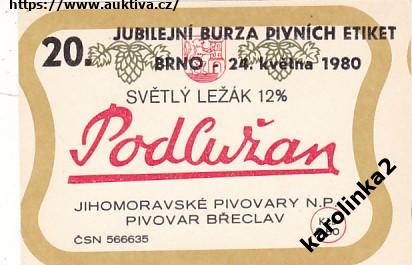 https://www.auktiva.cz/
20. JUBILEJNÍ BURZA PIVNÍCH ETIKET
BRNO 24. května 1980
SVĚTLÝ LEŽÁK 12%
Podlužan
JIHOMORAVSKÉ PIVOVARY N.P.
PIVOVAR BŘECLAV
ČSN 566635
karolinka2